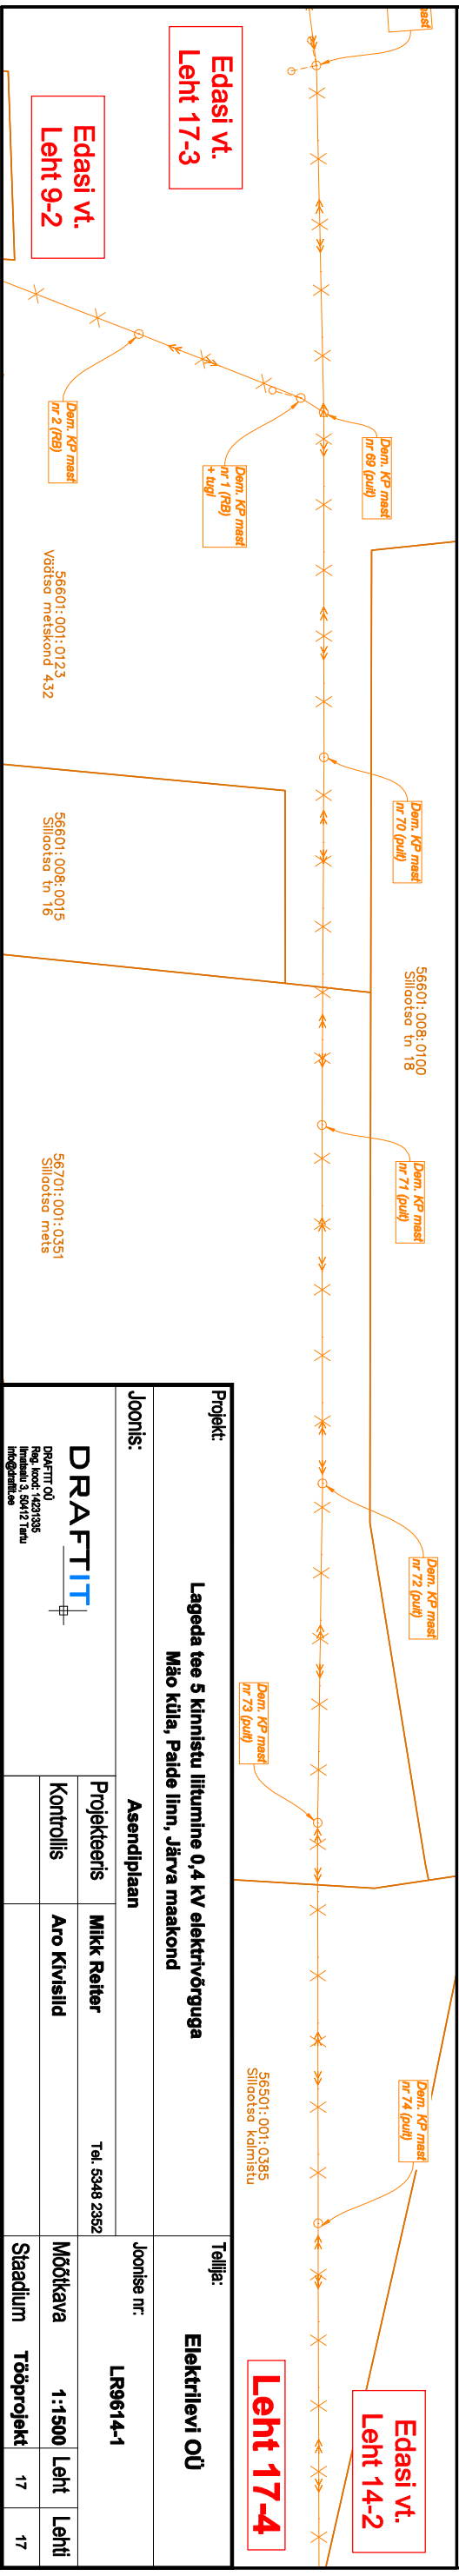 Edasi vt.
Leht 17-3
Edasi vt.
Leht 9-2
mast
Dem. KP mast
nr 69 (puit)
Dem. KP mast
nr 1 (RB)
+ tugi
Dem. KP mast
nr 2 (RB)
56601:001:0123
Väätsa metskond 432
Dem. KP mast
nr 70 (puit)
56601:008:0015
Sillaotsa tn 16
56601:008:0100
Sillaotsa tn 18
Dem. KP mast
nr 71 (puit)
56701:001:0351
Sillaotsa mets
Dem. KP mast
nr 72 (puit)
Dem. KP mast
nr 73 (puit)
Dem. KP mast
nr 74 (puit)
56501:001:0385
Sillaotsa kalmistu
Edasi vt.
Leht 14-2
Leht 17-4
Projekt:
Lageda tee 5 kinnistu liitumine 0,4 kV elektrivõrguga
Mäo küla, Paide linn, Järva maakond
Tellija:
Elektrilevi OÜ
Joonis:
Asendiplaan
Joonise nr:
LR9614-1
DRAFTIT
DRAFTIT OÜ
Reg. kood: 14231335
Ilmatsalu 3, 50412 Tartu
info@draftit.ee
Projekteeris Mikk Reiter Tel. 5348 2352
Kontrollis Aro Kivisild
Mõõtkava 1:1500 Leht Lehti
Staadium Tööprojekt 17 17